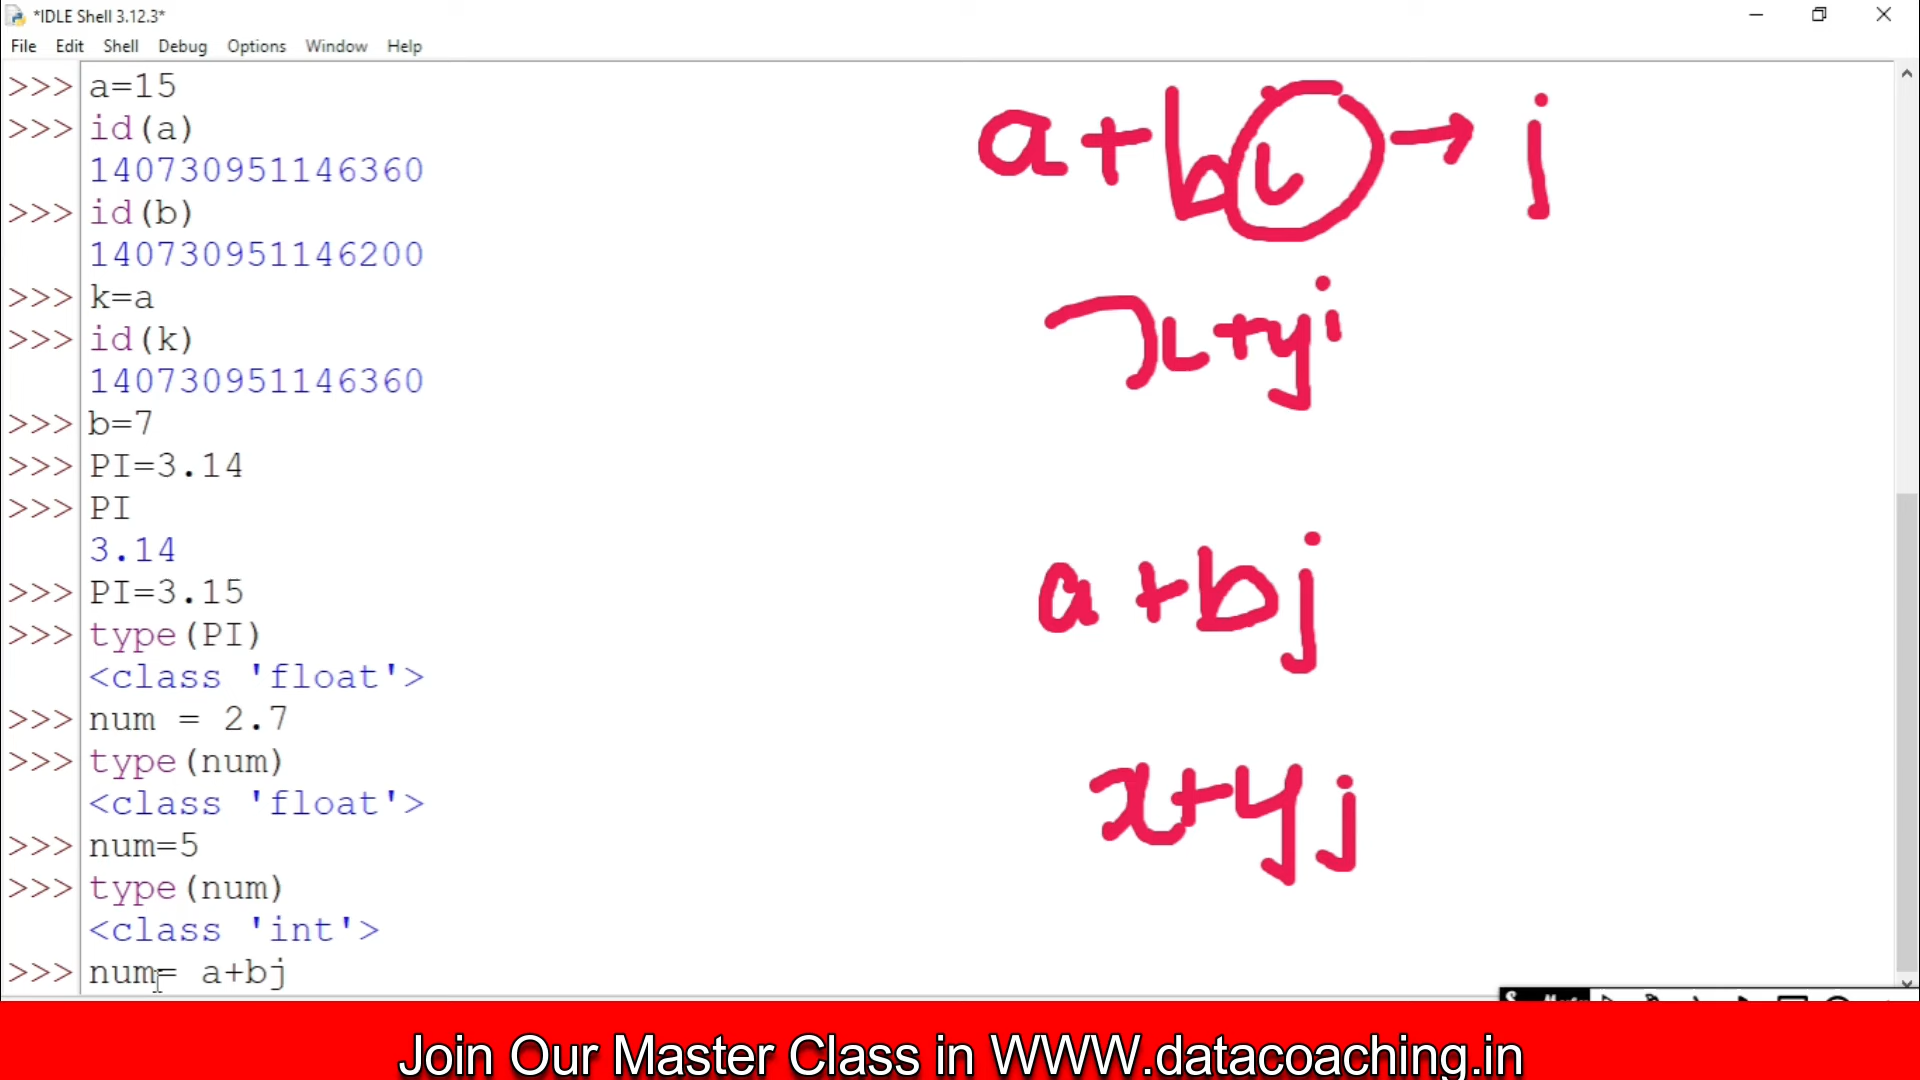 *IDLE Shell 3.12.3*
File Edit Shell Debug Options Window Help
>>> a=15
>>> id(a)
140730951146360
>>> id(b)
140730951146200
>>> k=a
>>> id(k)
140730951146360
>>> b=7
>>> PI=3.14
>>> PI
3.14
>>> PI=3.15
>>> type(PI)
<class 'float'>
>>> num = 2.7
>>> type(num)
<class 'float'>
>>> num=5
>>> type(num)
<class 'int'>
>>> num= a+bj
a+bi → j
x+yi
a+bj
x+yj
Join Our Master Class in WWW.datacoaching.in